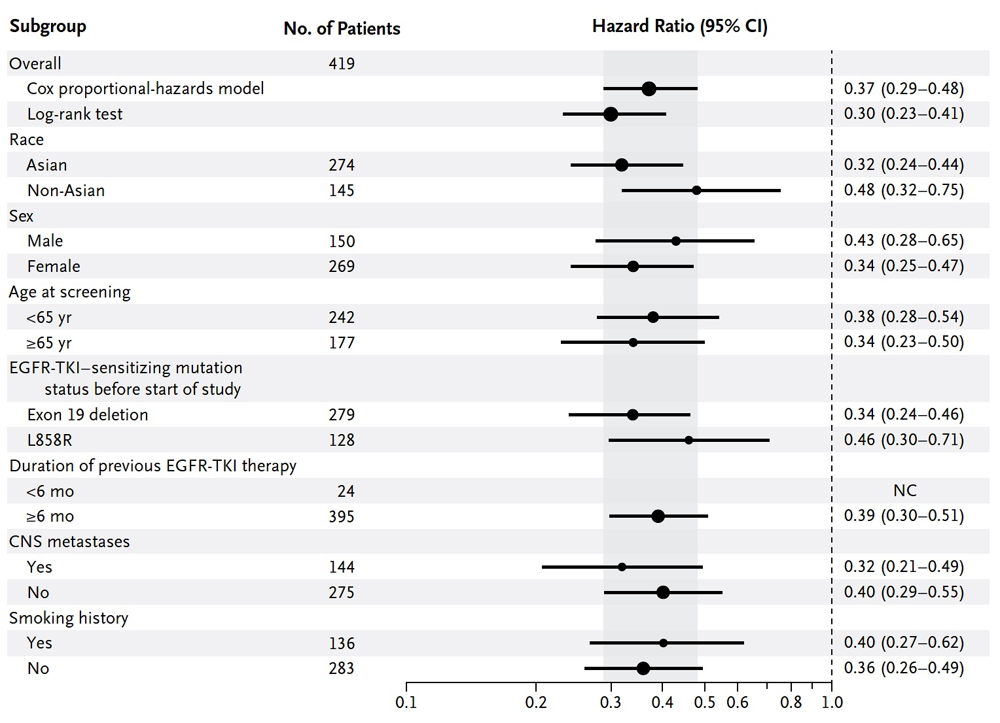 Subgroup No. of Patients Hazard Ratio (95% CI)
Overall 419
Cox proportional-hazards model 0.37 (0.29–0.48)
Log-rank test 0.30 (0.23–0.41)
Race
Asian 274 0.32 (0.24–0.44)
Non-Asian 145 0.48 (0.32–0.75)
Sex
Male 150 0.43 (0.28–0.65)
Female 269 0.34 (0.25–0.47)
Age at screening
<65 yr 242 0.38 (0.28–0.54)
≥65 yr 177 0.34 (0.23–0.50)
EGFR-TKI–sensitizing mutation
status before start of study
Exon 19 deletion 279 0.34 (0.24–0.46)
L858R 128 0.46 (0.30–0.71)
Duration of previous EGFR-TKI therapy
<6 mo 24 NC
≥6 mo 395 0.39 (0.30–0.51)
CNS metastases
Yes 144 0.32 (0.21–0.49)
No 275 0.40 (0.29–0.55)
Smoking history
Yes 136 0.40 (0.27–0.62)
No 283 0.36 (0.26–0.49)
0.1 0.2 0.3 0.4 0.5 0.6 0.8 1.0